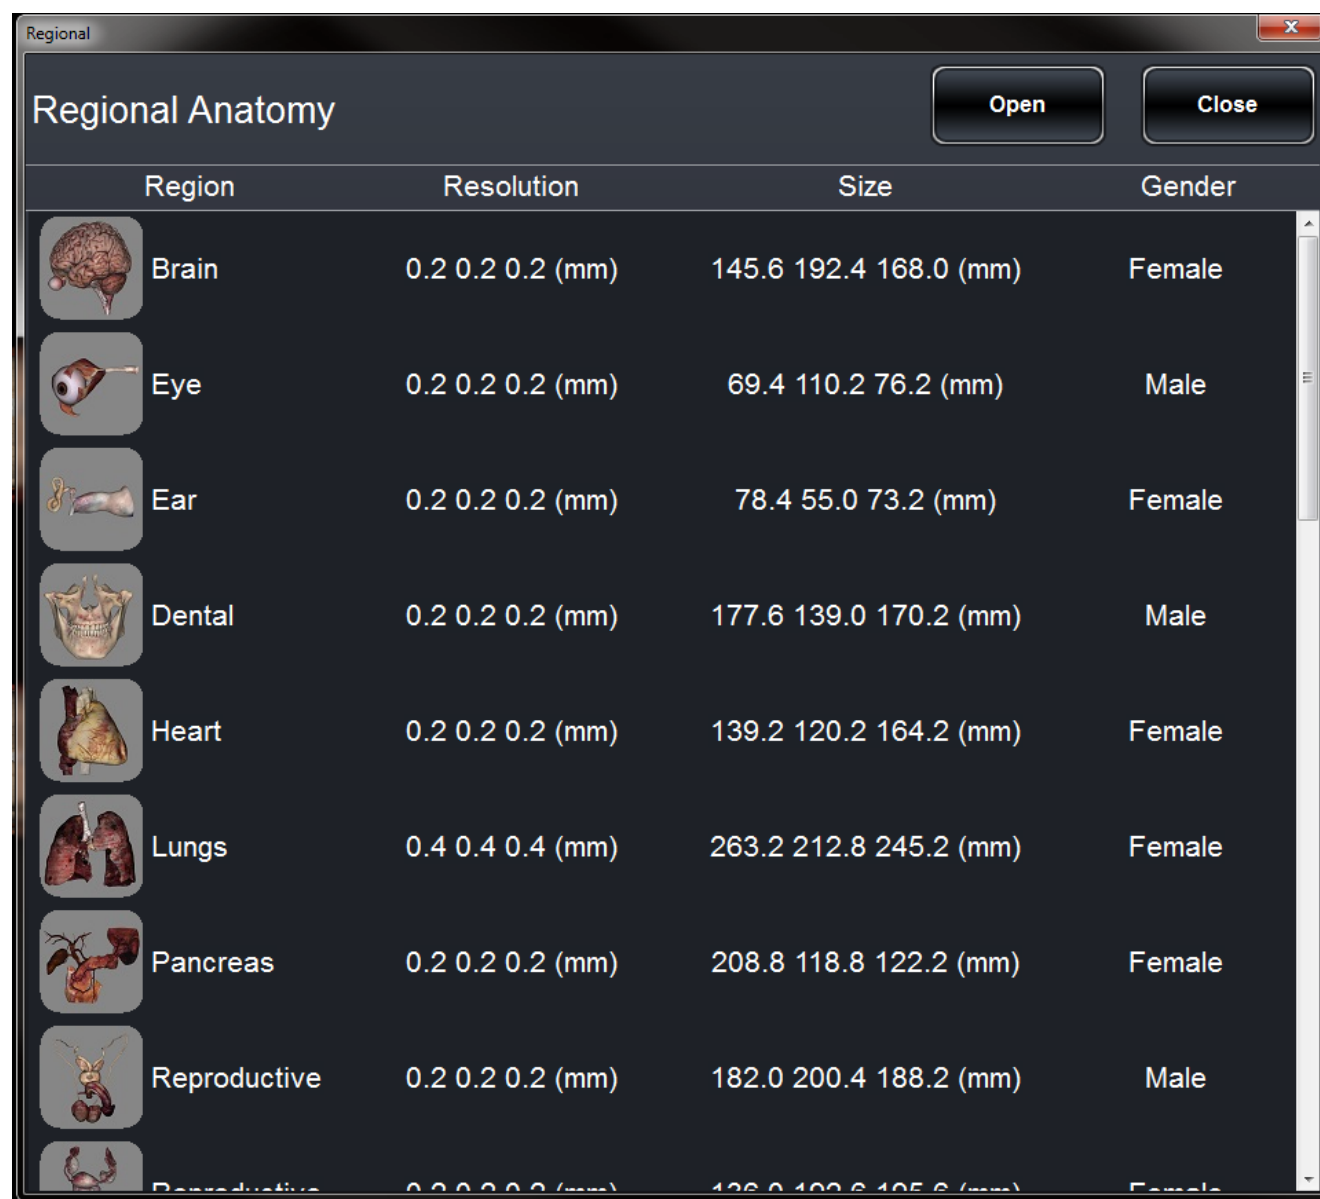 Regional
Regional Anatomy Open Close
Region Resolution Size Gender
Brain 0.2 0.2 0.2 (mm) 145.6 192.4 168.0 (mm) Female
Eye 0.2 0.2 0.2 (mm) 69.4 110.2 76.2 (mm) Male
Ear 0.2 0.2 0.2 (mm) 78.4 55.0 73.2 (mm) Female
Dental 0.2 0.2 0.2 (mm) 177.6 139.0 170.2 (mm) Male
Heart 0.2 0.2 0.2 (mm) 139.2 120.2 164.2 (mm) Female
Lungs 0.4 0.4 0.4 (mm) 263.2 212.8 245.2 (mm) Female
Pancreas 0.2 0.2 0.2 (mm) 208.8 118.8 122.2 (mm) Female
Reproductive 0.2 0.2 0.2 (mm) 182.0 200.4 188.2 (mm) Male
Reproductive (mm) (mm) Female